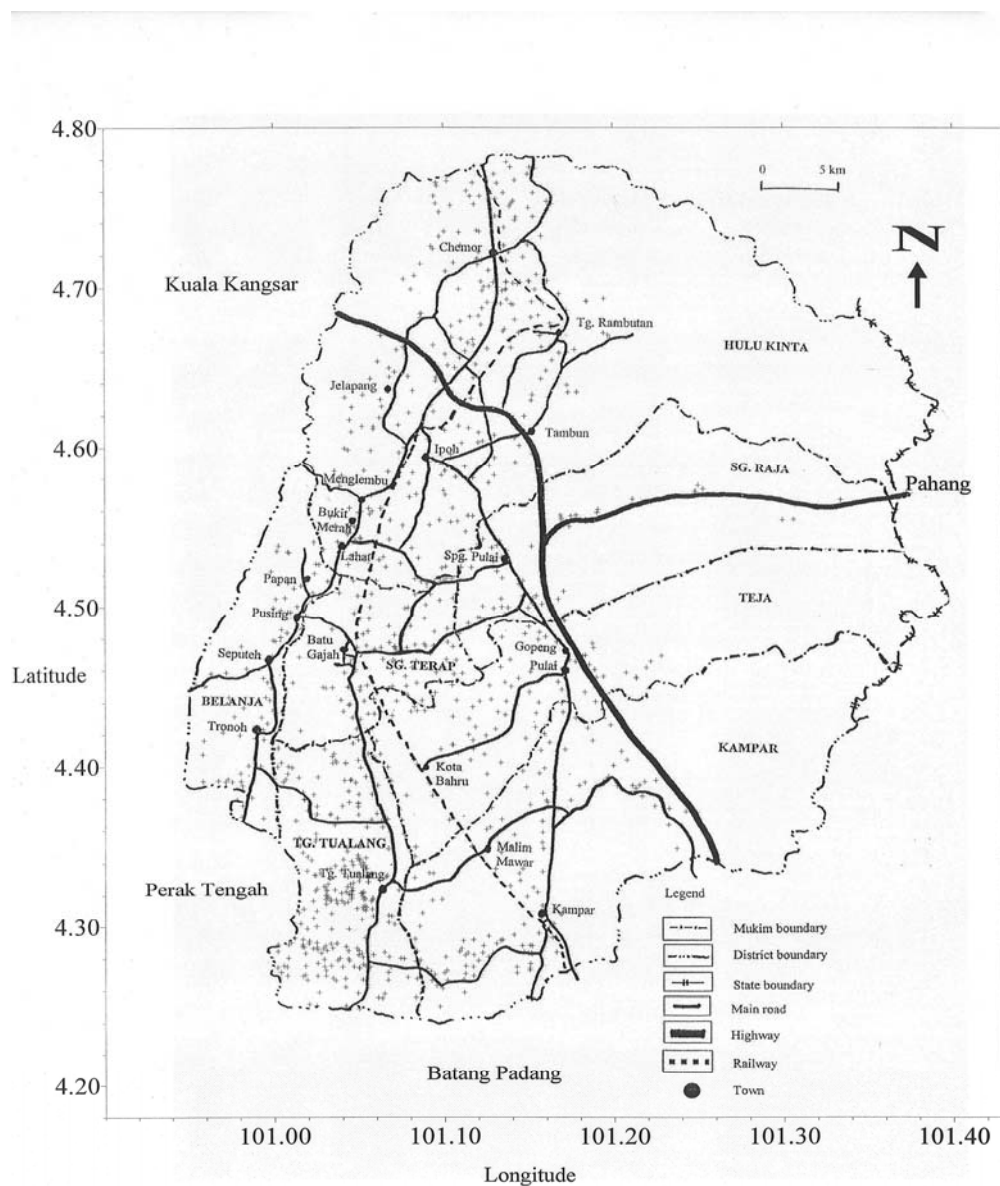 4.80
0 5 km
N
Chemor
4.70
Kuala Kangsar
Tg. Rambutan
HULU KINTA
Jelapang
4.60
Ipoh
Tambun
SG. RAJA
Menglembu
Pahang
Bukit
Merah
Lahat
Spg. Pulai
Papan
4.50
Pusing
TEJA
Batu
Gajah
Gopeng
Seputeh
SG. TERAP
Pulai
Latitude
BELANJA
Tronoh
KAMPAR
4.40
Kota
Bahru
TG. TUALANG
Malim
Mawar
Tg. Tualang
Perak Tengah
Legend
Kampar
4.30
Mukim boundary
District boundary
State boundary
Main road
Highway
Railway
Town
Batang Padang
4.20
101.00 101.10 101.20 101.30 101.40
Longitude